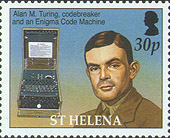 Alan M. Turing, codebreaker
and an Enigma Code Machine
30p
ST HELENA